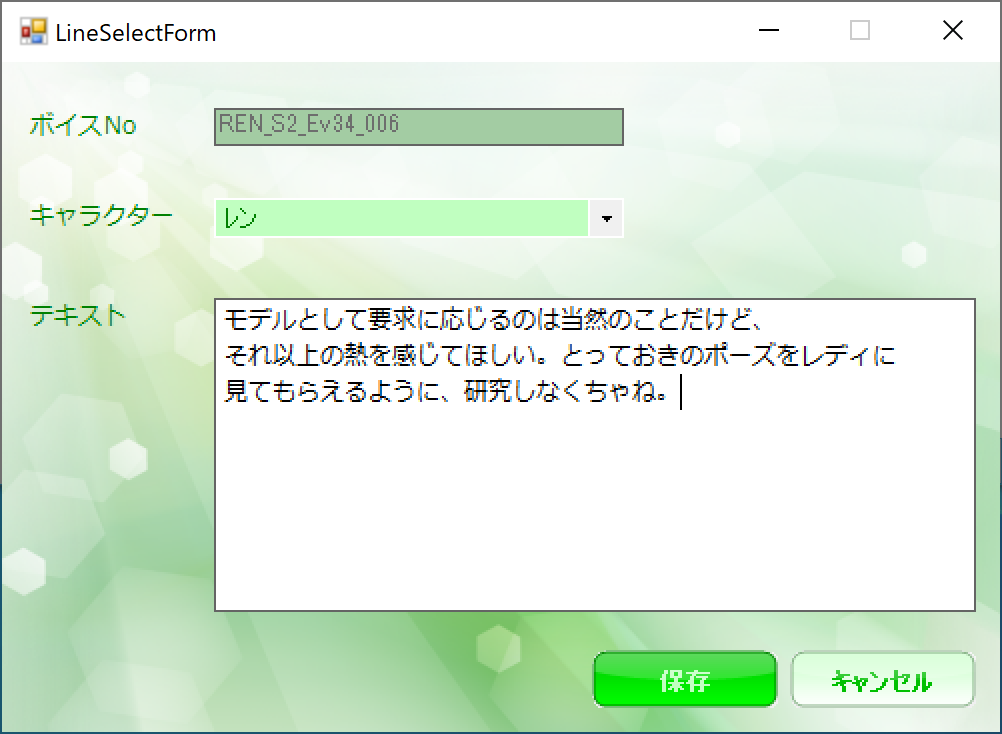 LineSelectForm
ボイスNo
REN_S2_Ev34_006
キャラクター
レン
テキスト
モデルとして要求に応じるのは当然のことだけど、
それ以上の熱を感じてほしい。とっておきのポーズをレディに
見てもらえるように、研究しなくちゃね。
保存
キャンセル